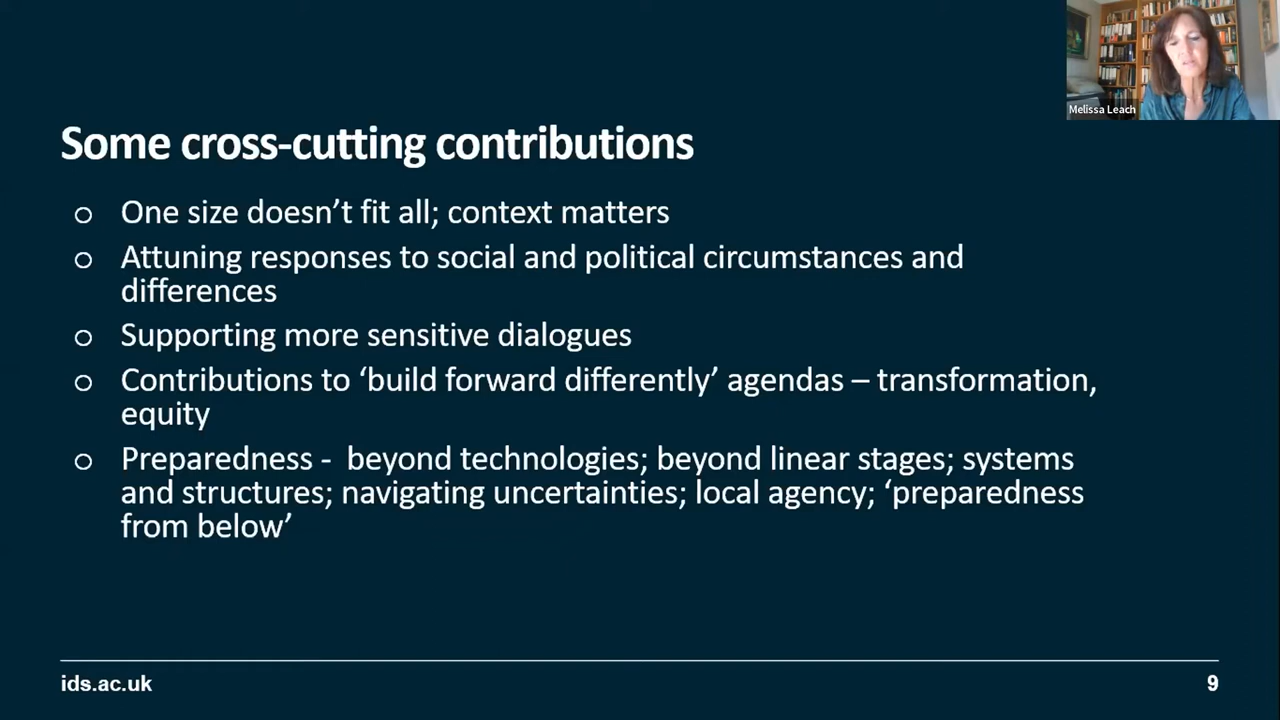 Melissa Leach
Some cross-cutting contributions
o One size doesn’t fit all; context matters
o Attuning responses to social and political circumstances and
differences
o Supporting more sensitive dialogues
o Contributions to ‘build forward differently’ agendas – transformation,
equity
o Preparedness - beyond technologies; beyond linear stages; systems
and structures; navigating uncertainties; local agency; ‘preparedness
from below’
ids.ac.uk
9